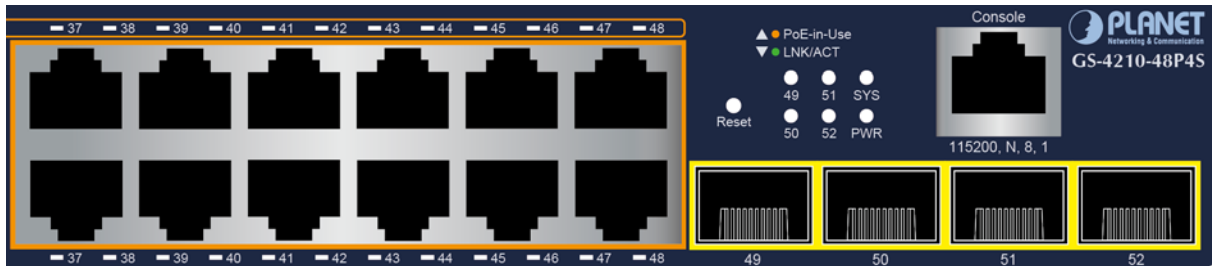 37 38 39 40 41 42 43 44 45 46 47 48
PoE-in-Use
LNK/ACT
49 51 SYS
50 52 PWR
Reset
Console
115200, N, 8, 1
PLANET
Networking & Communication
GS-4210-48P4S
37 38 39 40 41 42 43 44 45 46 47 48
49 50 51 52